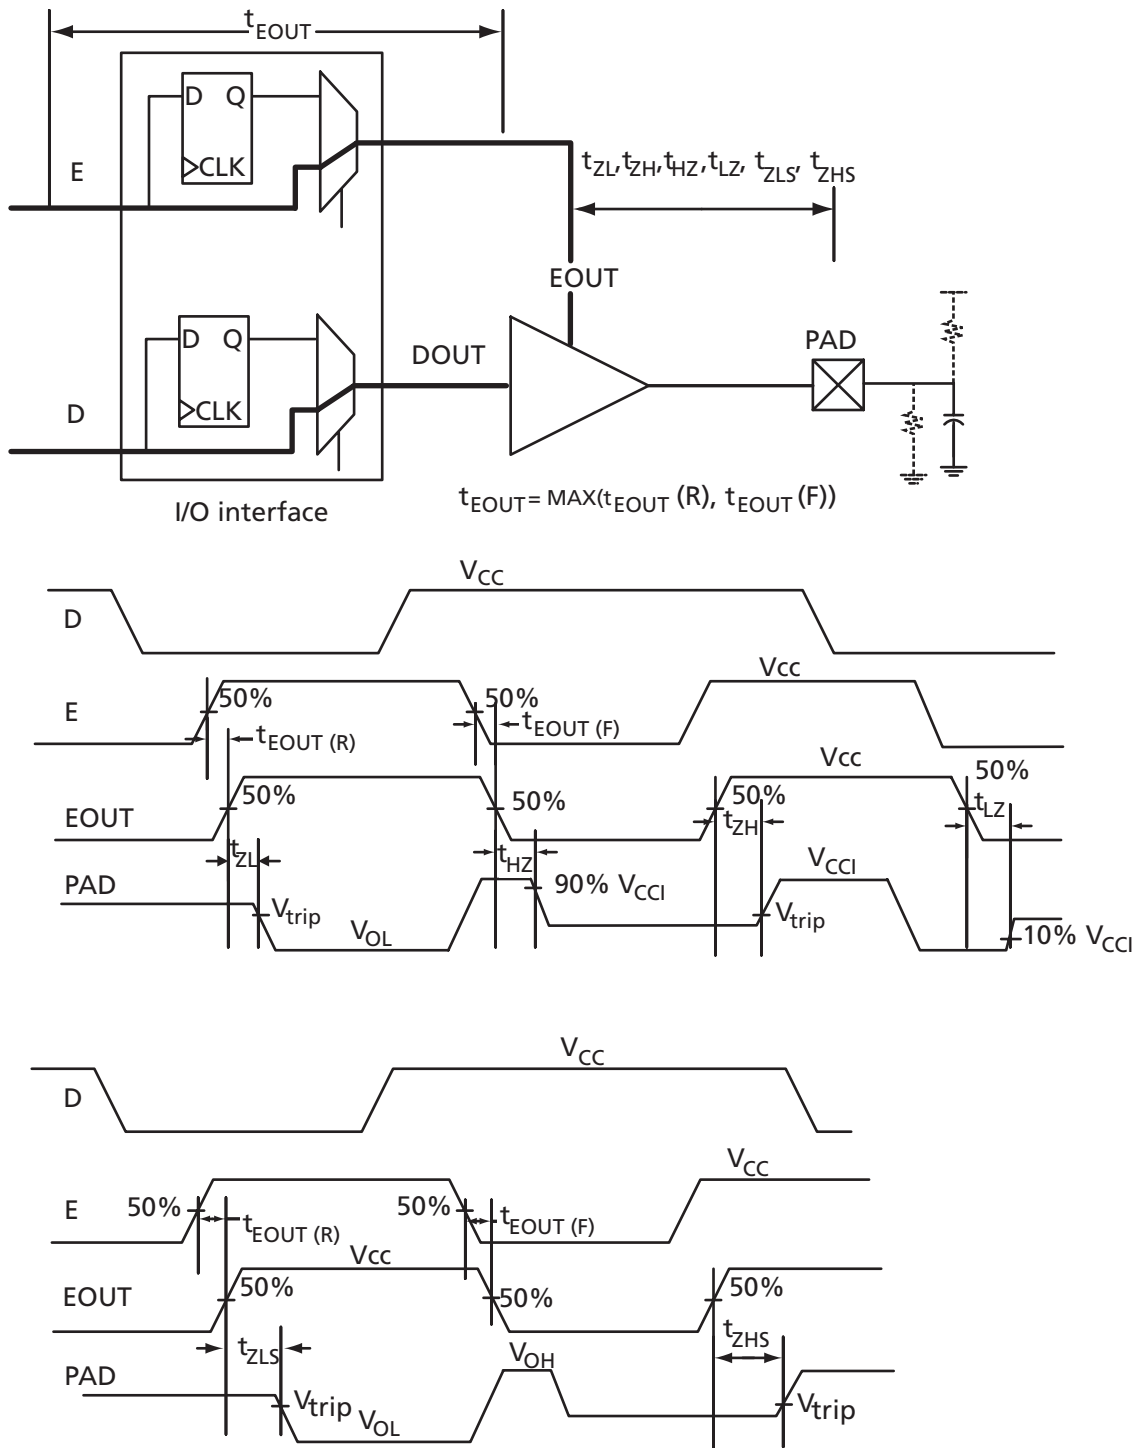 tEOUT
D Q
CLK
E
tZL, tZH, tHZ, tLZ, tZLS, tZHS
EOUT
D Q
CLK
DOUT
PAD
D
I/O interface
tEOUT = MAX(tEOUT (R), tEOUT (F))
VCC
D
Vcc
E
50%
50%
tEOUT (R)
tEOUT (F)
Vcc
50%
50%
50%
50%
EOUT
tZL
tHZ
tZH
tLZ
PAD
Vtrip
VOL
90% VCCI
Vtrip
VCCI
10% VCCI
VCC
D
VCC
E
50%
50%
tEOUT (R)
tEOUT (F)
Vcc
EOUT
50%
50%
50%
tZLS
tZHS
PAD
VOH
Vtrip
VOL
Vtrip